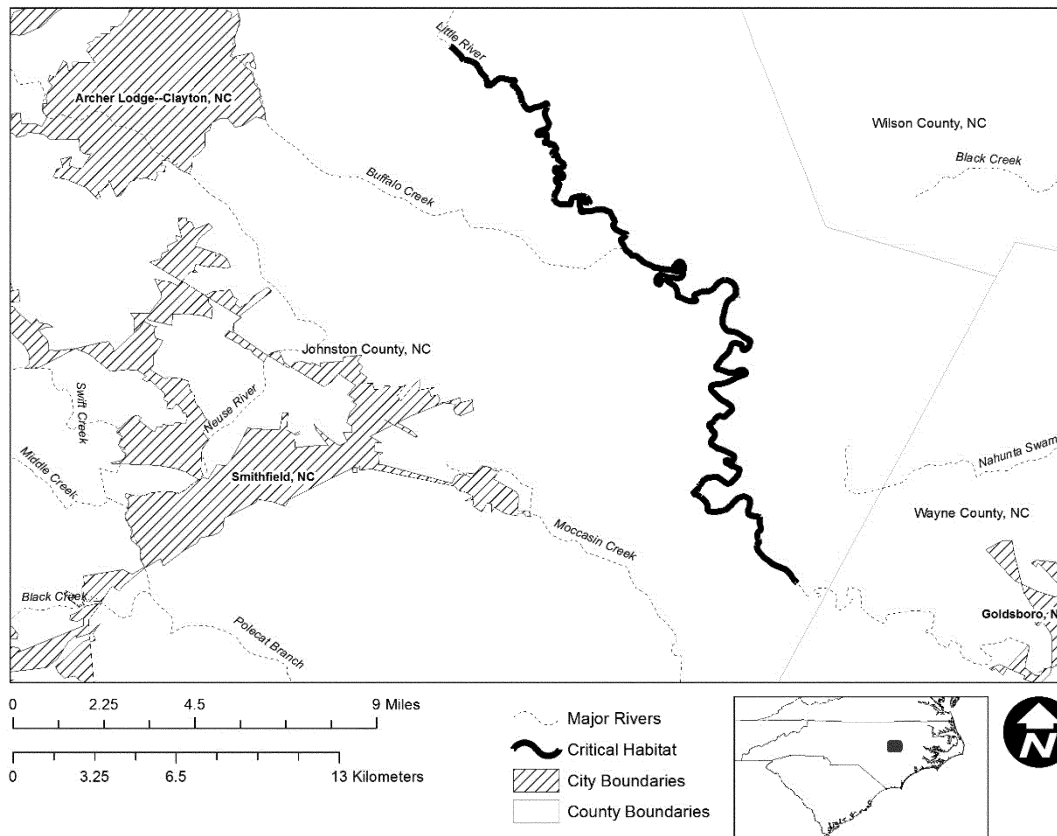 Little River
Archer Lodge--Clayton, NC
Wilson County, NC
Black Creek
Buffalo Creek
Johnston County, NC
Swift Creek
Neuse River
Middle Creek
Smithfield, NC
Nahunta Swam
Wayne County, NC
Moccasin Creek
Black Creek
Goldsboro, N
Polecat Branch
0 2.25 4.5 9 Miles
0 3.25 6.5 13 Kilometers
Major Rivers
Critical Habitat
City Boundaries
County Boundaries
N